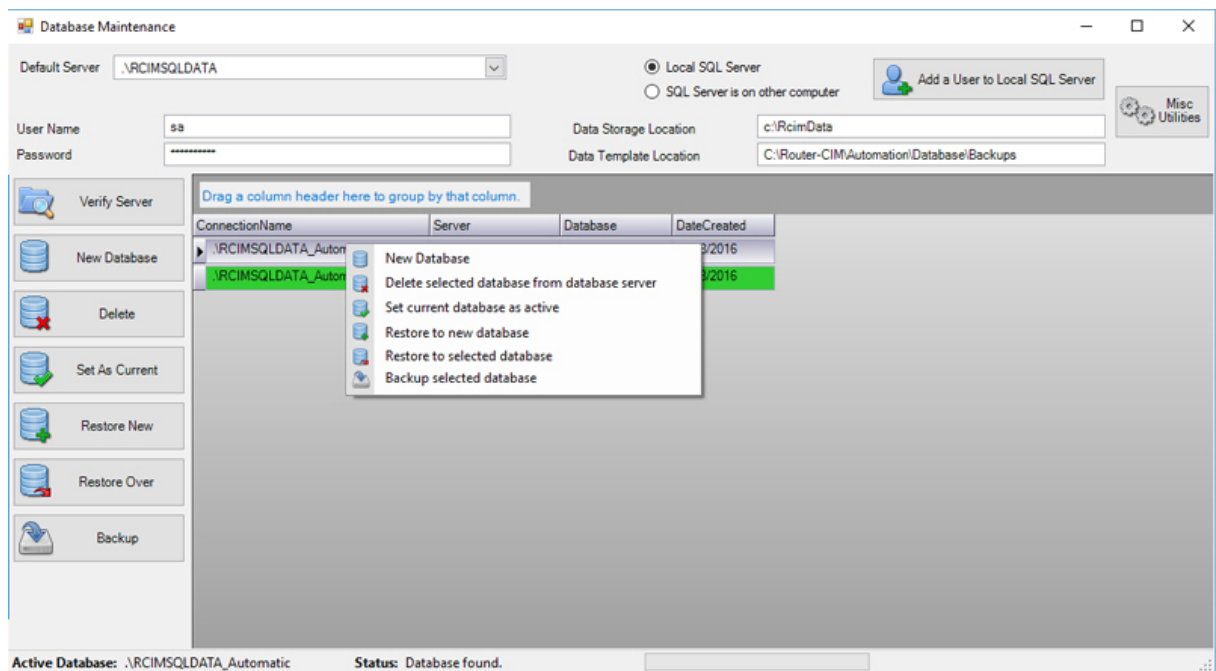 Database Maintenance
Default Server .\RCIMSQLDATA
Local SQL Server
SQL Server is on other computer
Add a User to Local SQL Server
Misc
Utilities
User Name sa
Data Storage Location c:\RcimData
Password **********
Data Template Location C:\Router-CIM\Automation\Database\Backups
Verify Server
New Database
Delete
Set As Current
Restore New
Restore Over
Backup
Drag a column header here to group by that column.
ConnectionName Server Database DateCreated
.\RCIMSQLDATA_Autom 3/2016
.\RCIMSQLDATA_Autom 3/2016
New Database
Delete selected database from database server
Set current database as active
Restore to new database
Restore to selected database
Backup selected database
Active Database: .\RCIMSQLDATA_Automatic Status: Database found.